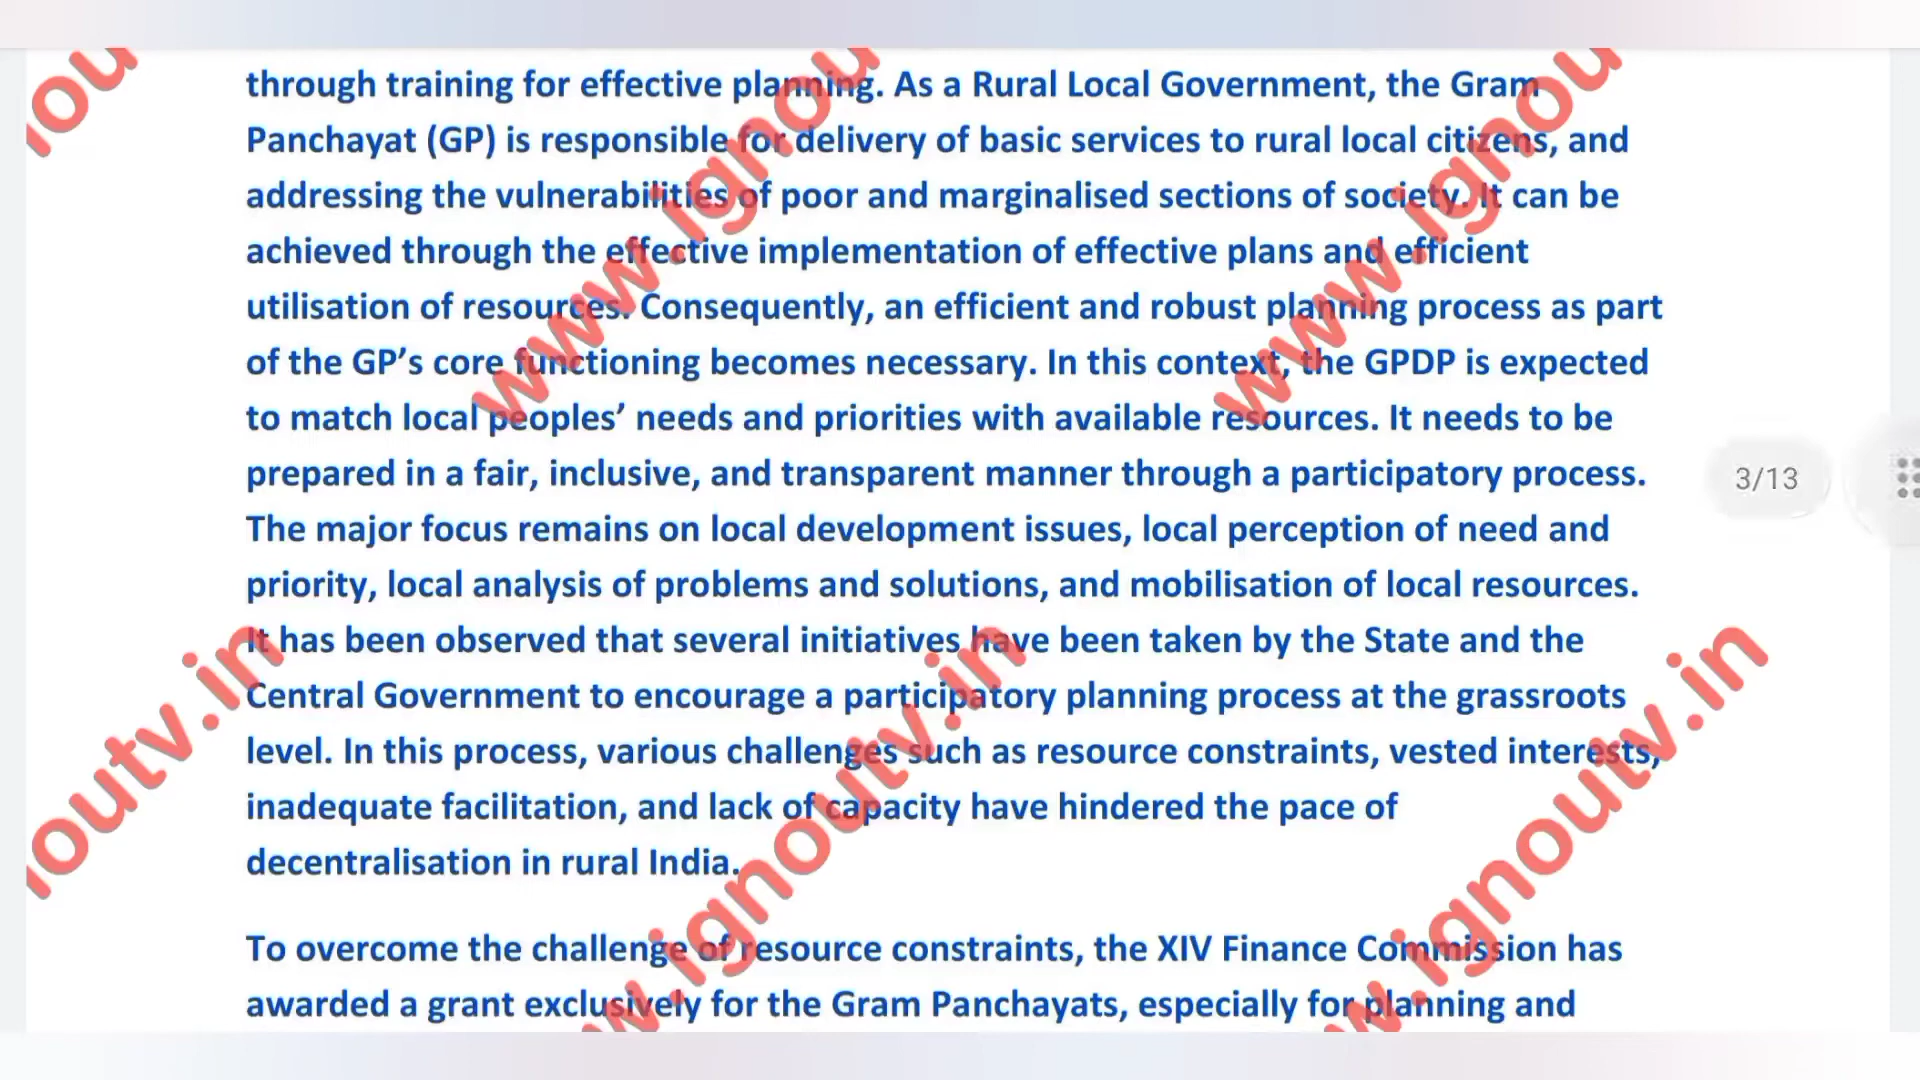 through training for effective planning. As a Rural Local Government, the Gram
Panchayat (GP) is responsible for delivery of basic services to rural local citizens, and
addressing the vulnerabilities of poor and marginalised sections of society. It can be
achieved through the effective implementation of effective plans and efficient
utilisation of resources. Consequently, an efficient and robust planning process as part
of the GP’s core functioning becomes necessary. In this context, the GPDP is expected
to match local peoples’ needs and priorities with available resources. It needs to be
prepared in a fair, inclusive, and transparent manner through a participatory process.
The major focus remains on local development issues, local perception of need and
priority, local analysis of problems and solutions, and mobilisation of local resources.
It has been observed that several initiatives have been taken by the State and the
Central Government to encourage a participatory planning process at the grassroots
level. In this process, various challenges such as resource constraints, vested interests,
inadequate facilitation, and lack of capacity have hindered the pace of
decentralisation in rural India.
To overcome the challenge of resource constraints, the XIV Finance Commission has
awarded a grant exclusively for the Gram Panchayats, especially for planning and
3/13
nou
www.ignou
www.ignou
noutv.in
w.ignoutv.in
w.ignoutv.in